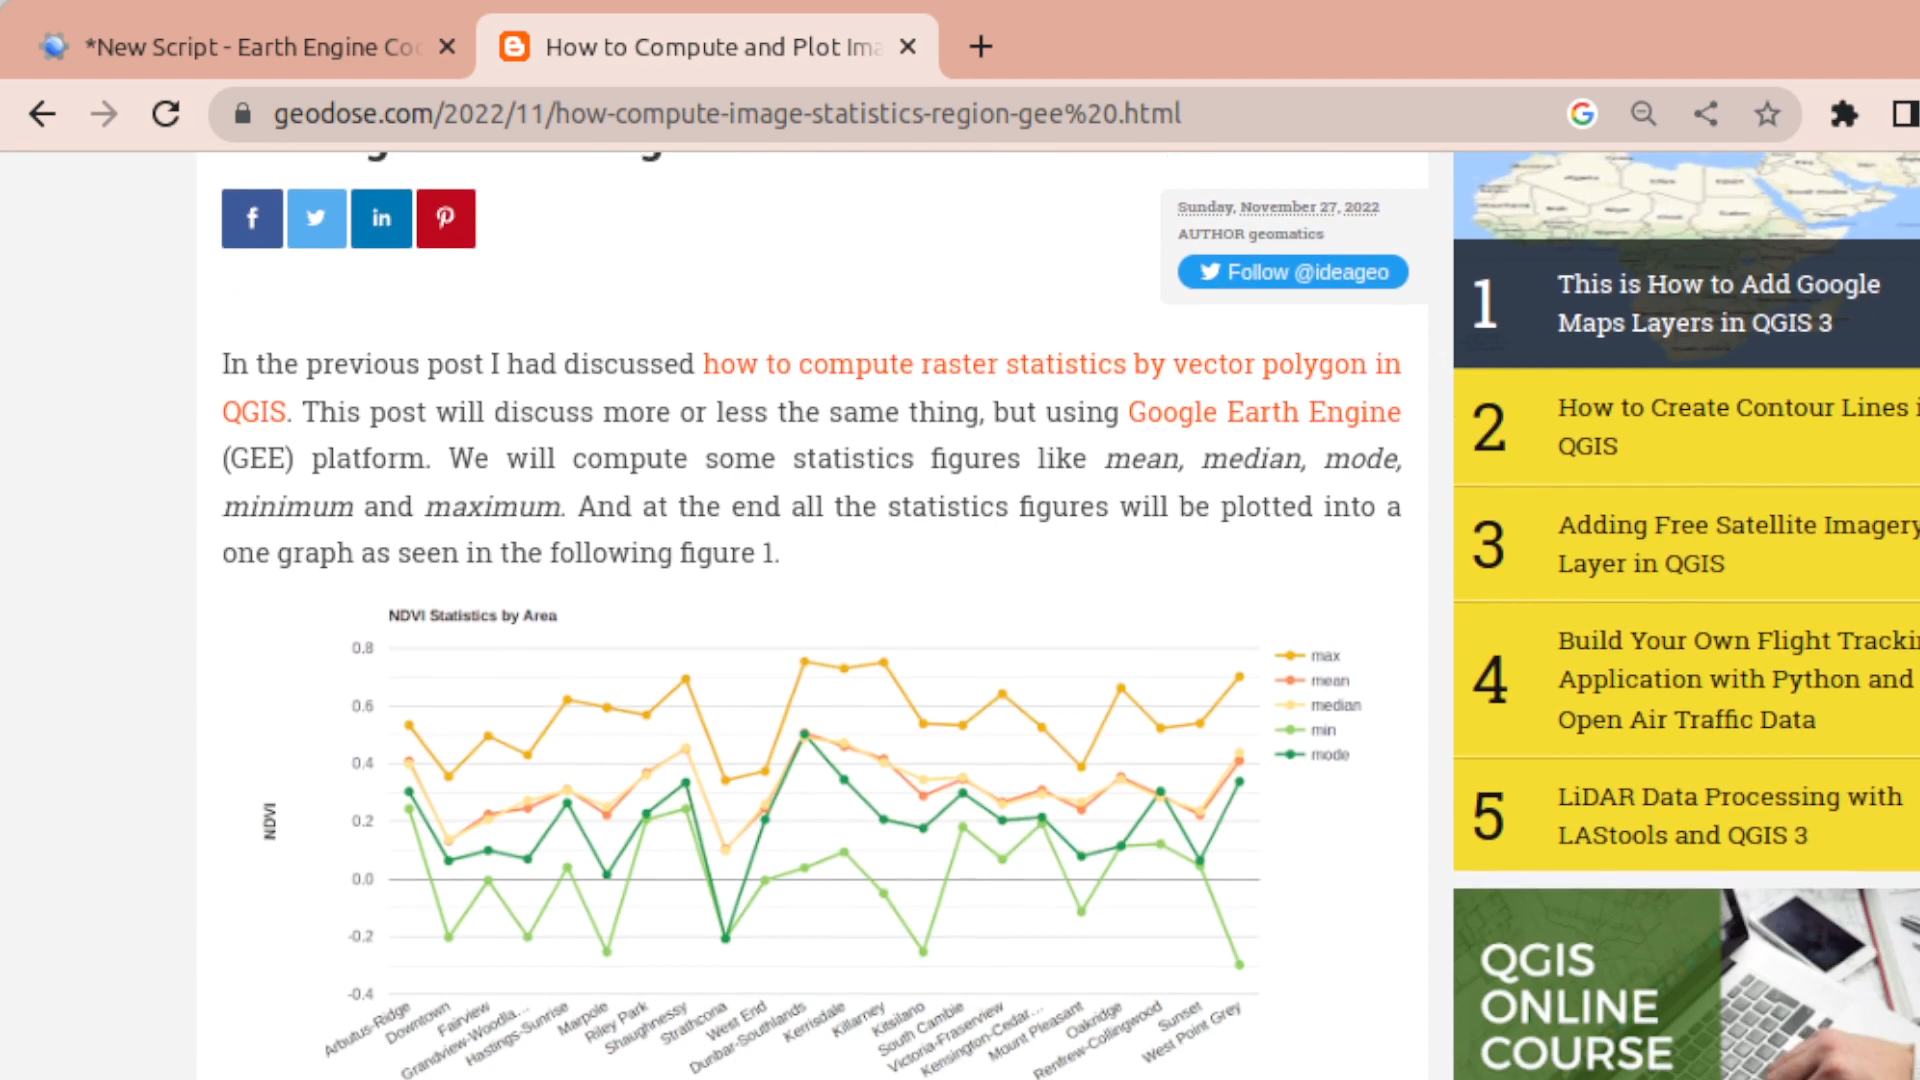 *New Script - Earth Engine Co
How to Compute and Plot Ima
geodose.com/2022/11/how-compute-image-statistics-region-gee%20.html
Sunday, November 27, 2022
AUTHOR geomatics
Follow @ideageo
In the previous post I had discussed how to compute raster statistics by vector polygon in
QGIS. This post will discuss more or less the same thing, but using Google Earth Engine
(GEE) platform. We will compute some statistics figures like mean, median, mode,
minimum and maximum. And at the end all the statistics figures will be plotted into a
one graph as seen in the following figure 1.
NDVI Statistics by Area
0.8
0.6
0.4
0.2
0.0
-0.2
-0.4
NDVI
max
mean
median
min
mode
Arbutus-Ridge
Downtown
Fairview
Grandview-Woodla...
Hastings-Sunrise
Marpole
Riley Park
Shaughnessy
Strathcona
West End
Dunbar-Southlands
Kerrisdale
Killarney
Kitsilano
South Cambie
Victoria-Fraserview
Kensington-Cedar...
Mount Pleasant
Oakridge
Renfrew-Collingwood
Sunset
West Point Grey
1
This is How to Add Google
Maps Layers in QGIS 3
2
How to Create Contour Lines i
QGIS
3
Adding Free Satellite Imagery
Layer in QGIS
4
Build Your Own Flight Tracki
Application with Python and
Open Air Traffic Data
5
LiDAR Data Processing with
LAStools and QGIS 3
QGIS
ONLINE
COURSE